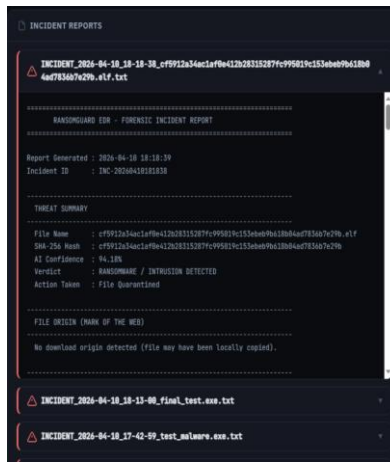 INCIDENT REPORTS
INCIDENT_2026-04-10_18-18-38_cf5912a34ac1af0e412b28315287fc995019c153ebeb9b618b0
4ad7836b7e29b.elf.txt
================================================================
RANSOMGUARD EDR - FORENSIC INCIDENT REPORT
================================================================
Report Generated : 2026-04-10 18:18:39
Incident ID : INC-20260410181838
----------------------------------------------------------------
THREAT SUMMARY
----------------------------------------------------------------
File Name : cf5912a34ac1af0e412b28315287fc995019c153ebeb9b618b04ad7836b7e29b.elf
SHA-256 Hash : cf5912a34ac1af0e412b28315287fc995019c153ebeb9b618b04ad7836b7e29b
AI Confidence : 94.18%
Verdict : RANSOMWARE / INTRUSION DETECTED
Action Taken : File Quarantined
----------------------------------------------------------------
FILE ORIGIN (MARK OF THE WEB)
----------------------------------------------------------------
No download origin detected (file may have been locally copied).
----------------------------------------------------------------
INCIDENT_2026-04-10_18-13-00_final_test.exe.txt
INCIDENT_2026-04-10_17-42-59_test_malware.exe.txt